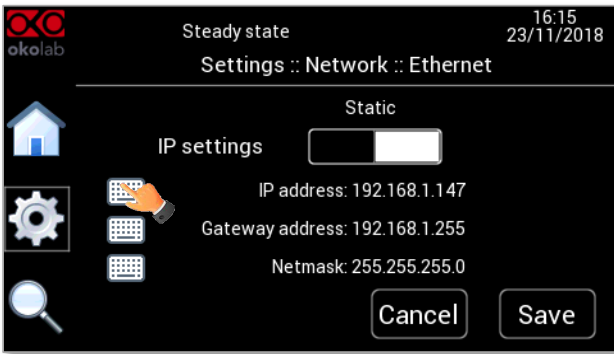 okolab
Steady state
16:15
23/11/2018
Settings :: Network :: Ethernet
Static
IP settings
IP address: 192.168.1.147
Gateway address: 192.168.1.255
Netmask: 255.255.255.0
Cancel
Save